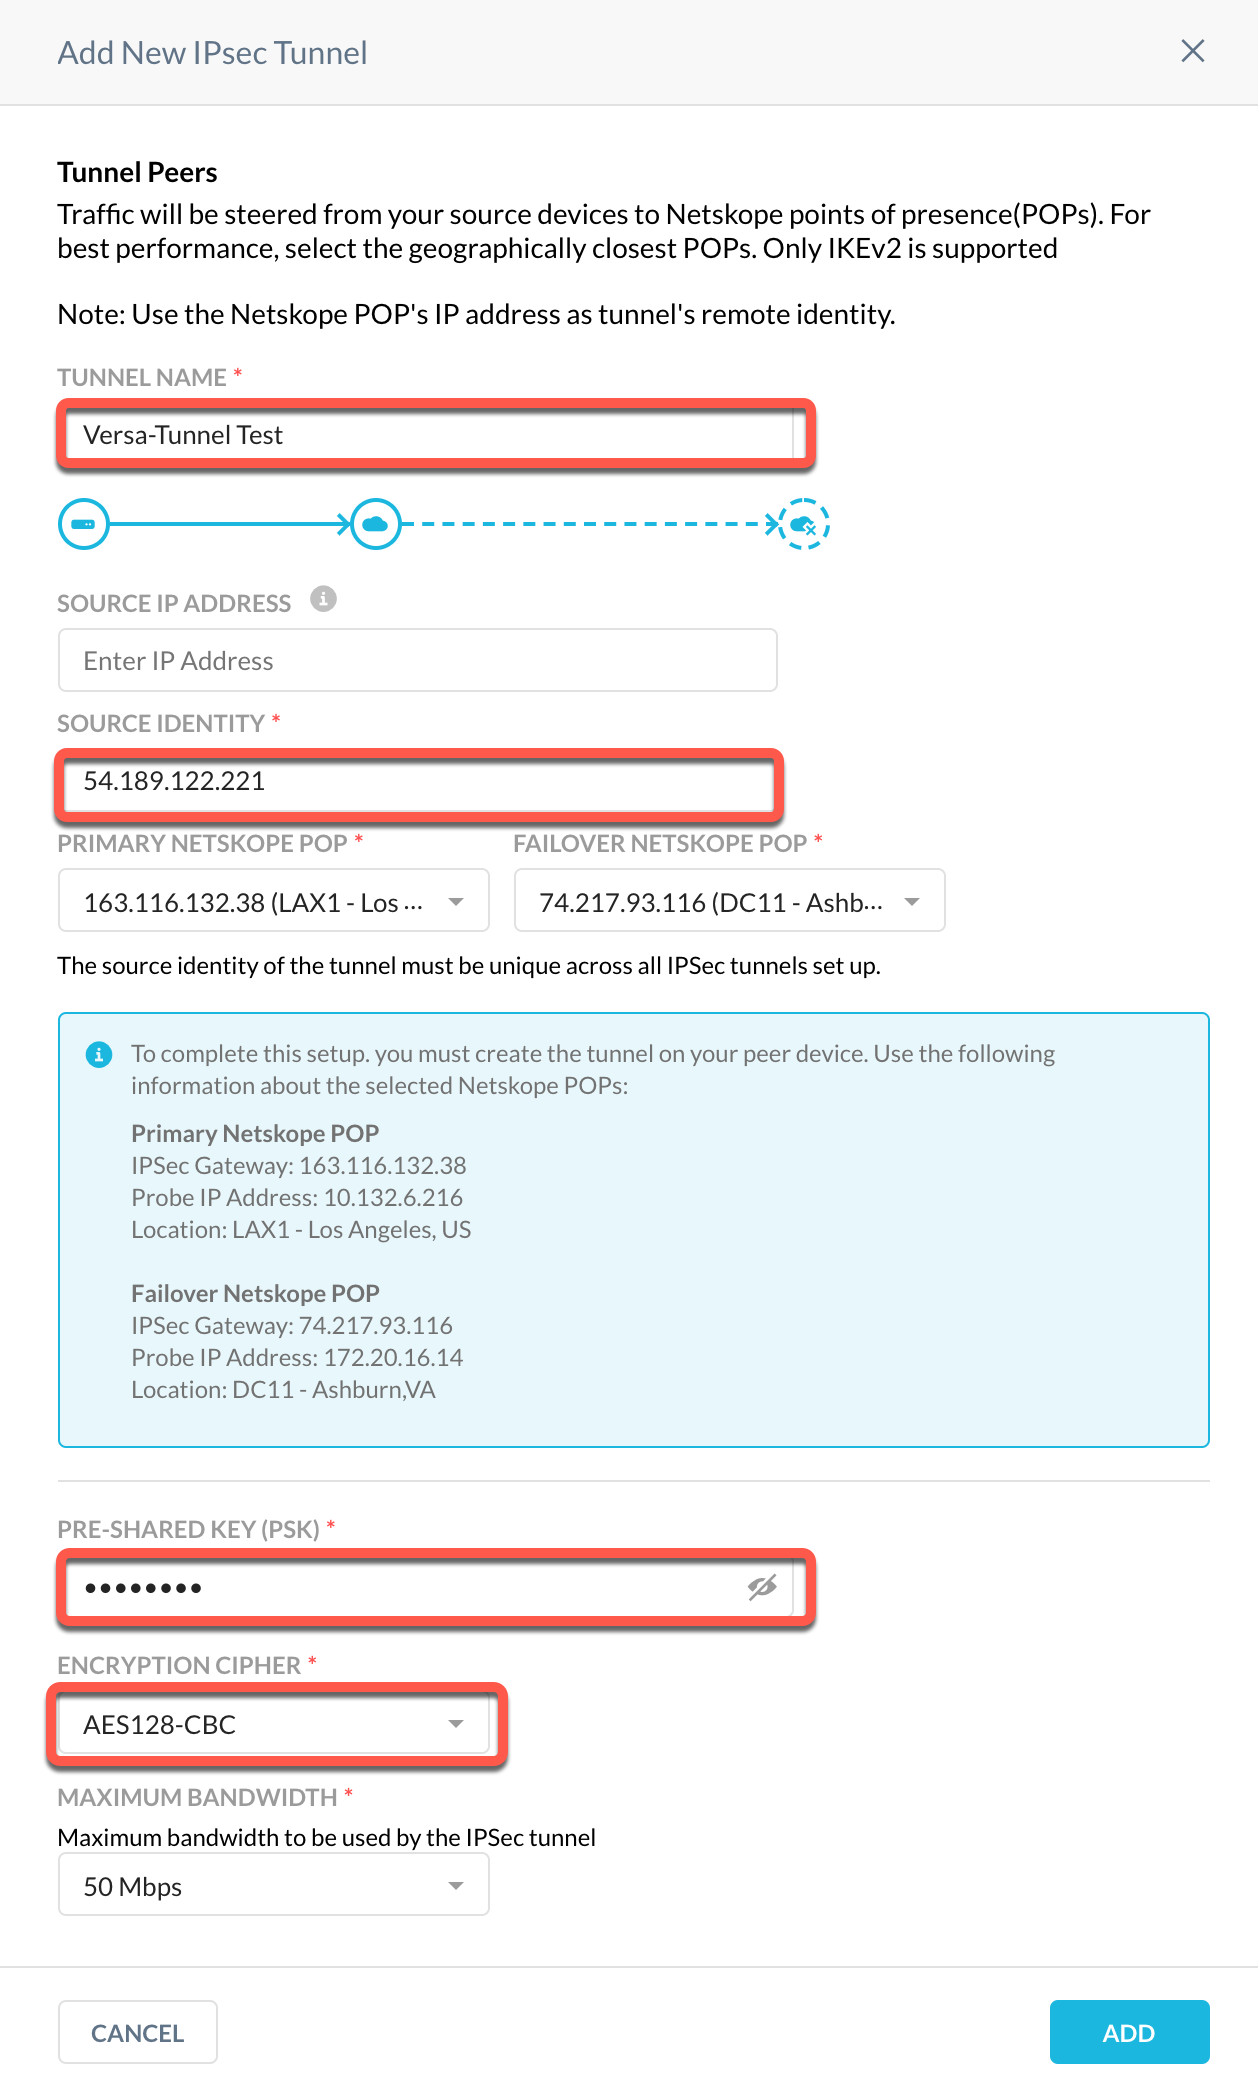 Add New IPsec Tunnel
Tunnel Peers
Traffic will be steered from your source devices to Netskope points of presence(POPs). For
best performance, select the geographically closest POPs. Only IKEv2 is supported
Note: Use the Netskope POP's IP address as tunnel's remote identity.
TUNNEL NAME *
Versa-Tunnel Test
SOURCE IP ADDRESS
Enter IP Address
SOURCE IDENTITY *
54.189.122.221
PRIMARY NETSKOPE POP * FAILOVER NETSKOPE POP *
163.116.132.38 (LAX1 - Los ... 74.217.93.116 (DC11 - Ashb...
The source identity of the tunnel must be unique across all IPSec tunnels set up.
To complete this setup. you must create the tunnel on your peer device. Use the following
information about the selected Netskope POPs:
Primary Netskope POP
IPSec Gateway: 163.116.132.38
Probe IP Address: 10.132.6.216
Location: LAX1 - Los Angeles, US
Failover Netskope POP
IPSec Gateway: 74.217.93.116
Probe IP Address: 172.20.16.14
Location: DC11 - Ashburn,VA
PRE-SHARED KEY (PSK) *
••••••••
ENCRYPTION CIPHER *
AES128-CBC
MAXIMUM BANDWIDTH *
Maximum bandwidth to be used by the IPSec tunnel
50 Mbps
CANCEL ADD